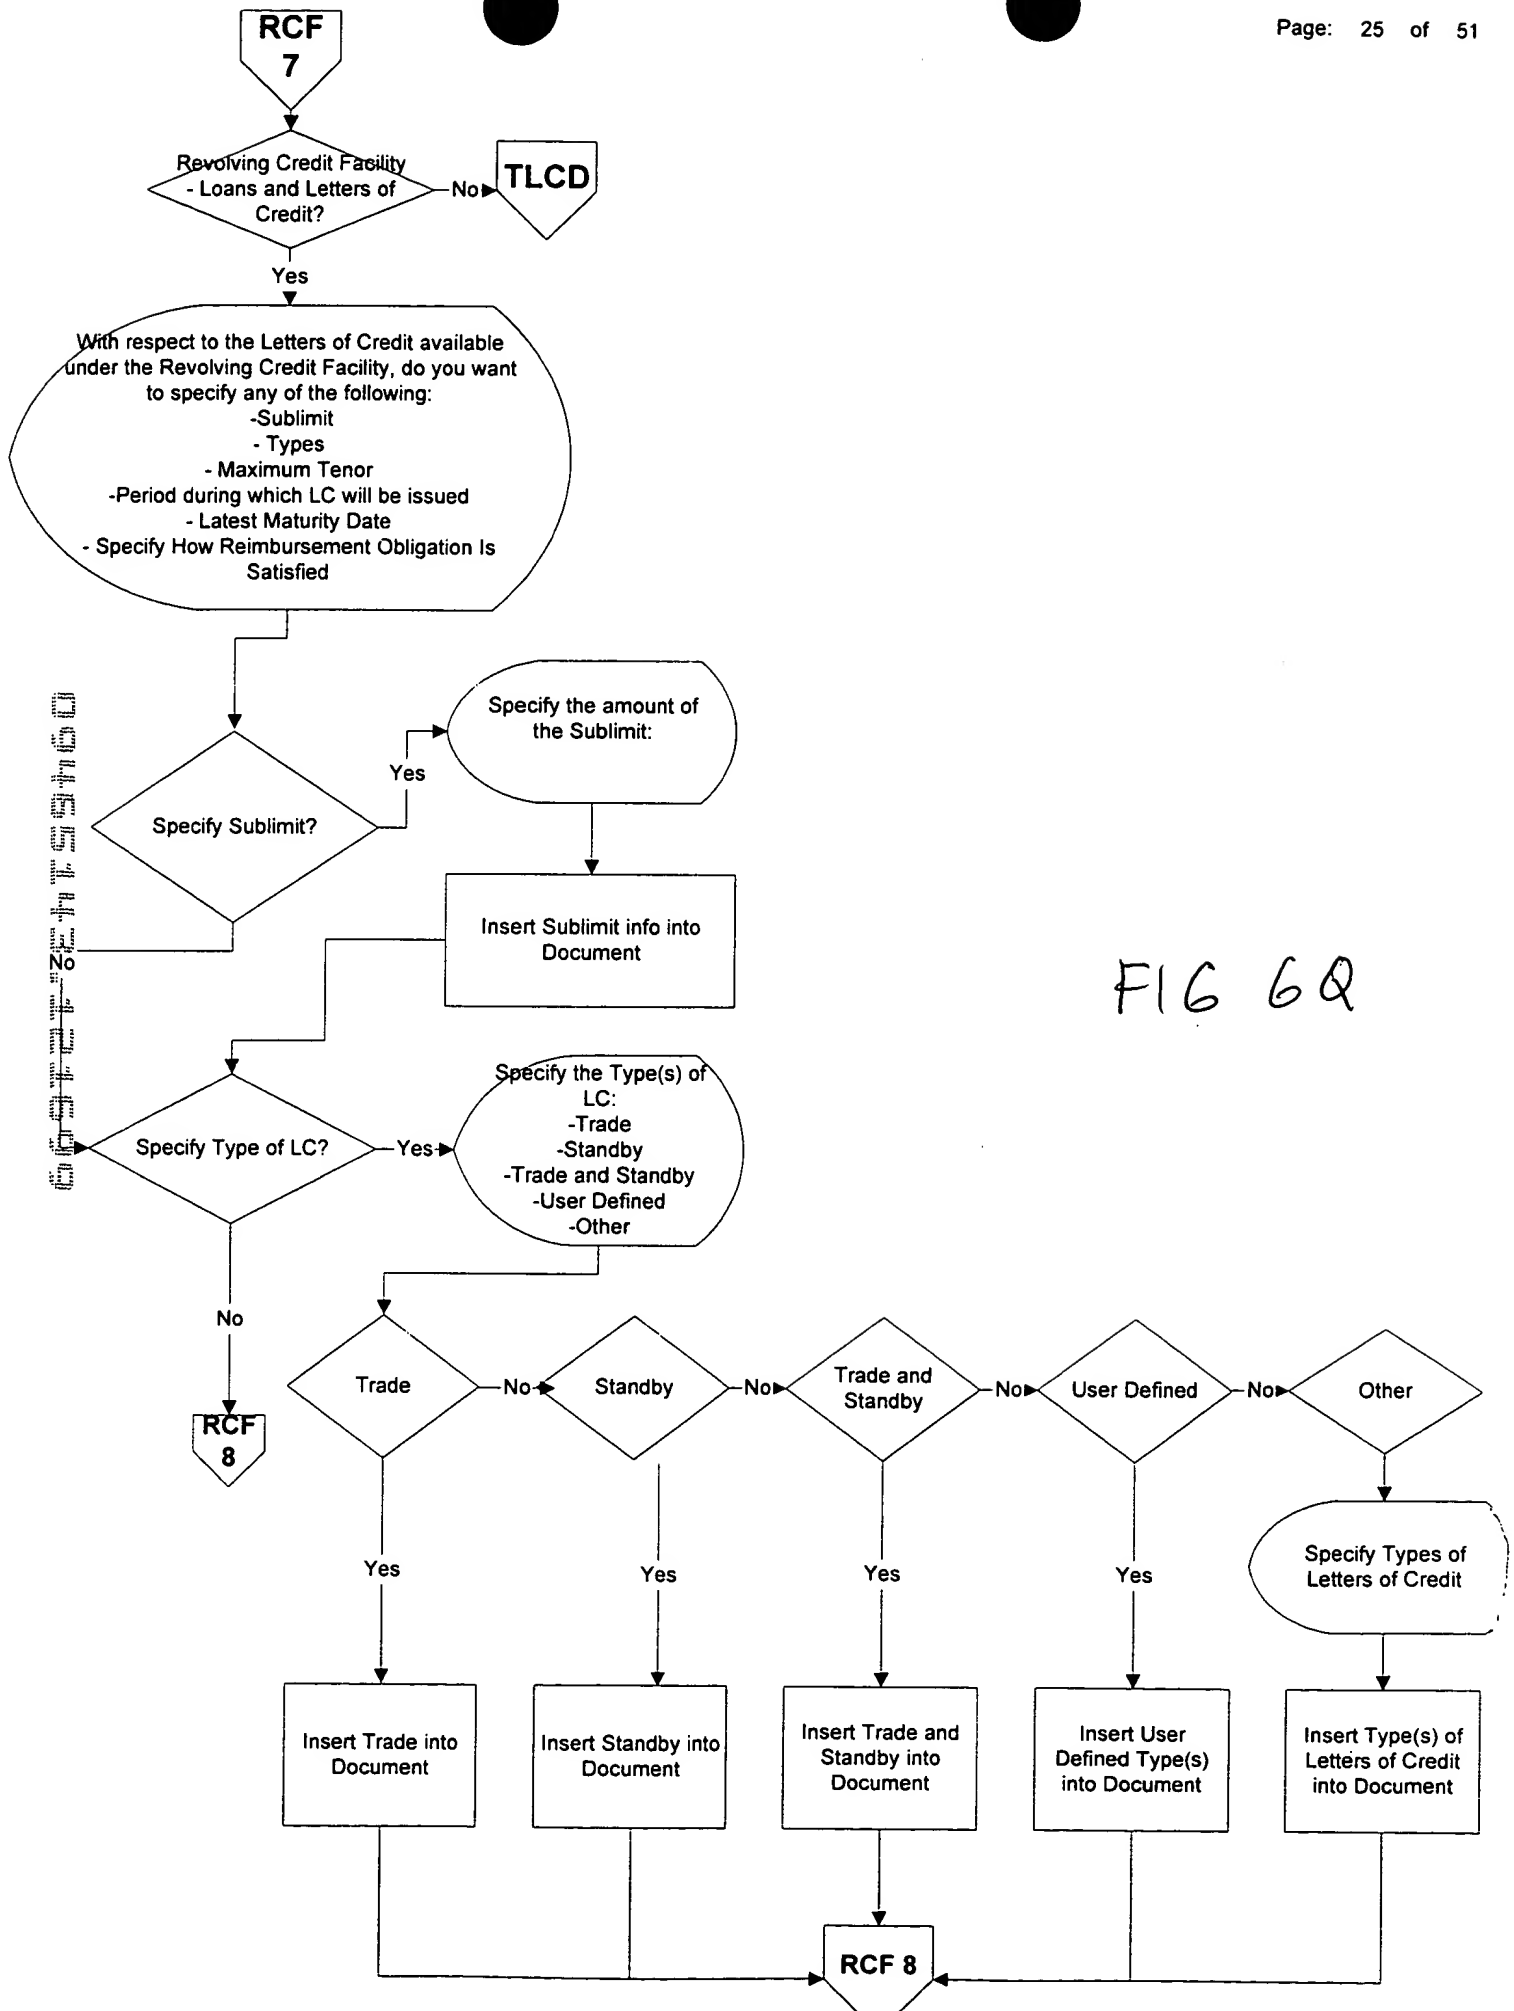 RCF
7
Page: 25 of 51
Revolving Credit Facility
- Loans and Letters of
Credit?
No
TLCD
Yes
With respect to the Letters of Credit available
under the Revolving Credit Facility, do you want
to specify any of the following:
-Sublimit
- Types
- Maximum Tenor
-Period during which LC will be issued
- Latest Maturity Date
- Specify How Reimbursement Obligation Is
Satisfied
Specify the amount of
the Sublimit:
Yes
Specify Sublimit?
Insert Sublimit info into
Document
No
FIG 6Q
Specify Type of LC?
Yes
Specify the Type(s) of
LC:
-Trade
-Standby
-Trade and Standby
-User Defined
-Other
No
RCF
8
Trade
No
Standby
No
Trade and
Standby
No
User Defined
No
Other
Yes
Yes
Yes
Yes
Specify Types of
Letters of Credit
Insert Trade into
Document
Insert Standby into
Document
Insert Trade and
Standby into
Document
Insert User
Defined Type(s)
into Document
Insert Type(s) of
Letters of Credit
into Document
RCF 8